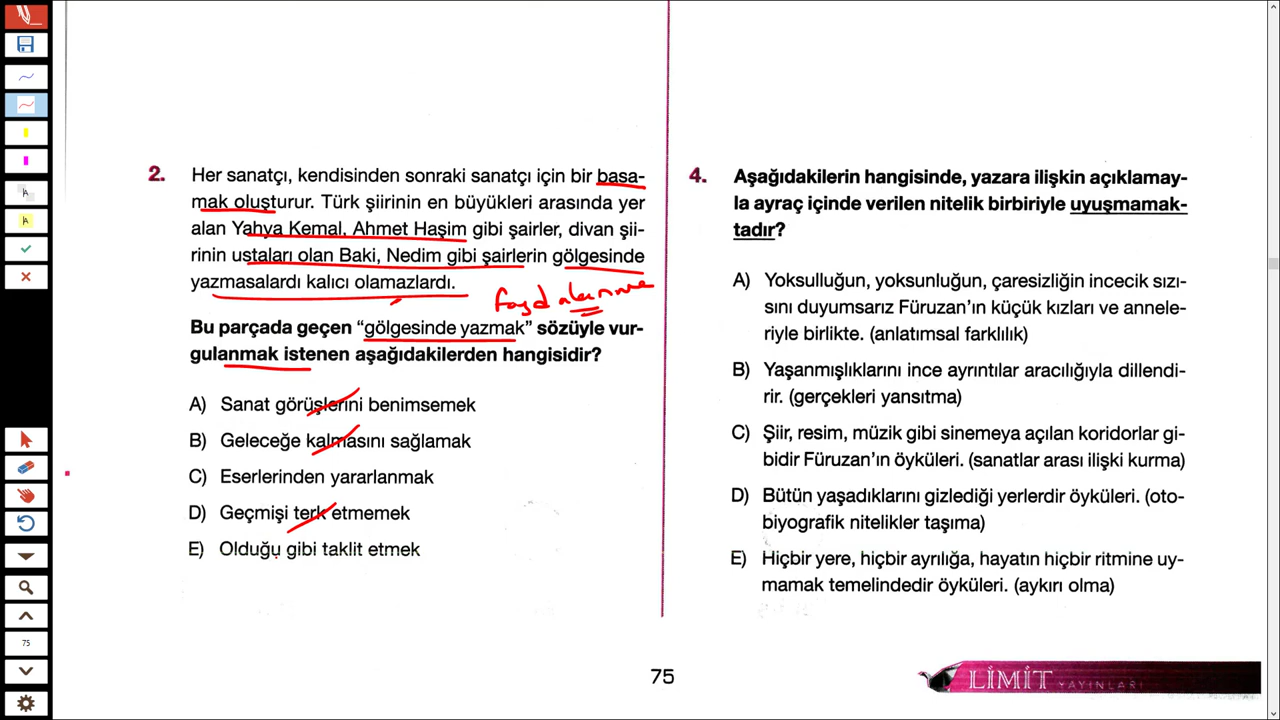 2. Her sanatçı, kendisinden sonraki sanatçı için bir basa-
mak oluşturur. Türk şiirinin en büyükleri arasında yer
alan Yahya Kemal, Ahmet Haşim gibi şairler, divan şii-
rinin ustaları olan Baki, Nedim gibi şairlerin gölgesinde
yazmasalardı kalıcı olamazlardı.
faydalanma
Bu parçada geçen “gölgesinde yazmak” sözüyle vur-
gulanmak istenen aşağıdakilerden hangisidir?
A) Sanat görüşlerini benimsemek
B) Geleceğe kalmasını sağlamak
C) Eserlerinden yararlanmak
D) Geçmişi terk etmemek
E) Olduğu gibi taklit etmek
4. Aşağıdakilerin hangisinde, yazara ilişkin açıklamay-
la ayraç içinde verilen nitelik birbiriyle uyuşmamak-
tadır?
A) Yoksulluğun, yoksunluğun, çaresizliğin incecik sızı-
sını duyumsarız Füruzan’ın küçük kızları ve annele-
riyle birlikte. (anlatımsal farklılık)
B) Yaşanmışlıklarını ince ayrıntılar aracılığıyla dillendi-
rir. (gerçekleri yansıtma)
C) Şiir, resim, müzik gibi sinemeya açılan koridorlar gi-
bidir Füruzan’ın öyküleri. (sanatlar arası ilişki kurma)
D) Bütün yaşadıklarını gizlediği yerlerdir öyküleri. (oto-
biyografik nitelikler taşıma)
E) Hiçbir yere, hiçbir ayrılığa, hayatın hiçbir ritmine uy-
mamak temelindedir öyküleri. (aykırı olma)
75
75
LİMİT YAYINLARI